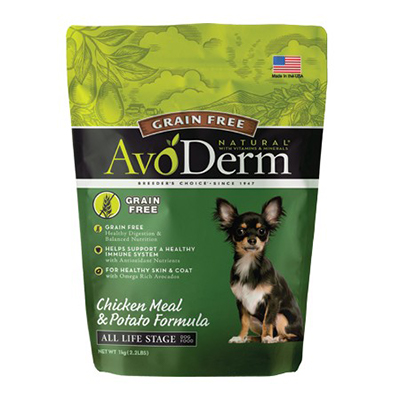 Made in the USA
GRAIN FREE
NATURAL®
WITH VITAMINS & MINERALS
AvoDerm
BREEDER'S CHOICE • SINCE 1947
GRAIN
FREE
GRAIN FREE
Healthy Digestion &
Balanced Nutrition
HELPS SUPPORT A HEALTHY
IMMUNE SYSTEM
with Antioxidant Nutrients
FOR HEALTHY SKIN & COAT
with Omega Rich Avocados
Chicken Meal
& Potato Formula
ALL LIFE STAGE DOG FOOD
NET WT 1kg (2.2LBS)